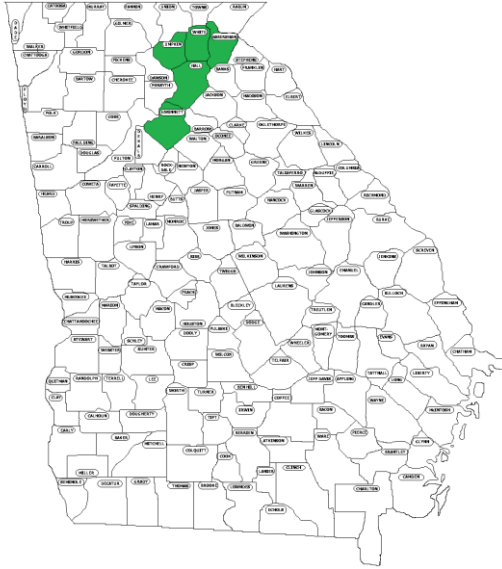 CATOOSA
MURRAY
FANNIN
UNION
TOWNS
RABUN
DADE
WHITFIELD
GILMER
LUMPKIN
WHITE
HABERSHAM
WALKER
CHATTOOGA
GORDON
PICKENS
DAWSON
HALL
BANKS
STEPHENS
FRANKLIN
HART
FLOYD
BARTOW
CHEROKEE
FORSYTH
JACKSON
MADISON
ELBERT
POLK
COBB
GWINNETT
BARROW
CLARKE
OCONEE
OGLETHORPE
WILKES
LINCOLN
HARALSON
PAULDING
DOUGLAS
FULTON
DEKALB
WALTON
CARROLL
CLAYTON
ROCK
DALE
NEWTON
MORGAN
GREENE
TALIAFERRO
MCDUFFIE
COLUMBIA
HEARD
COWETA
FAYETTE
HENRY
SPALDING
BUTTS
JASPER
PUTNAM
HANCOCK
WARREN
RICHMOND
TROUP
MERIWETHER
PIKE
LAMAR
MONROE
JONES
BALDWIN
WASHINGTON
GLASCOCK
JEFFERSON
BURKE
UPSON
HARRIS
TALBOT
CRAWFORD
BIBB
TWIGGS
WILKINSON
JOHNSON
EMANUEL
JENKINS
SCREVEN
MUSCOGEE
TAYLOR
PEACH
LAURENS
CHATTAHOOCHEE
MARION
MACON
HOUSTON
BLECKLEY
TREUTLEN
CANDLER
BULLOCH
EFFINGHAM
STEWART
WEBSTER
SCHLEY
SUMTER
DOOLY
PULASKI
DODGE
WHEELER
MONT-
GOMERY
TOOMBS
EVANS
BRYAN
CHATHAM
QUITMAN
RANDOLPH
TERRELL
LEE
CRISP
WILCOX
TELFAIR
JEFF DAVIS
APPLING
TATTNALL
LONG
LIBERTY
CLAY
CALHOUN
DOUGHERTY
WORTH
TURNER
BEN HILL
IRWIN
COFFEE
BACON
WAYNE
MCINTOSH
EARLY
BAKER
MITCHELL
TIFT
BERRIEN
ATKINSON
WARE
PIERCE
BRANTLEY
GLYNN
MILLER
COLQUITT
COOK
LANIER
CLINCH
SEMINOLE
DECATUR
GRADY
THOMAS
BROOKS
LOWNDES
ECHOLS
CHARLTON
CAMDEN